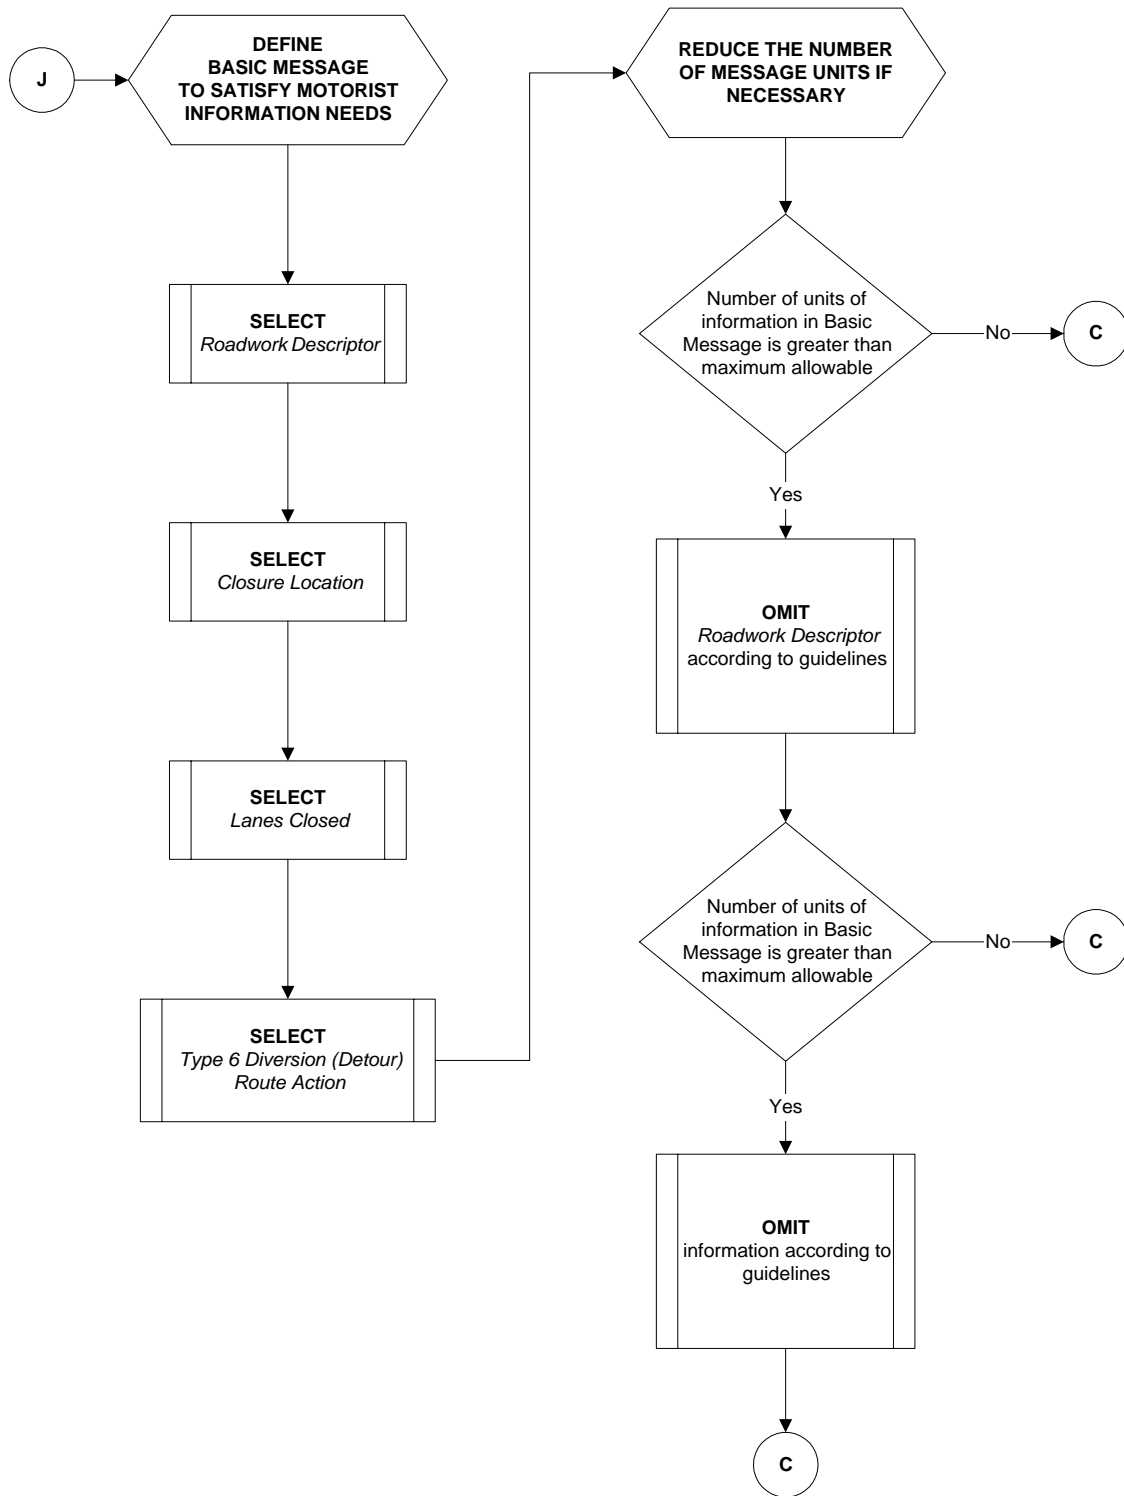 J
DEFINE
BASIC MESSAGE
TO SATISFY MOTORIST
INFORMATION NEEDS
SELECT
Roadwork Descriptor
SELECT
Closure Location
SELECT
Lanes Closed
SELECT
Type 6 Diversion (Detour)
Route Action
REDUCE THE NUMBER
OF MESSAGE UNITS IF
NECESSARY
Number of units of
information in Basic
Message is greater than
maximum allowable
No
C
Yes
OMIT
Roadwork Descriptor
according to guidelines
Number of units of
information in Basic
Message is greater than
maximum allowable
No
C
Yes
OMIT
information according to
guidelines
C